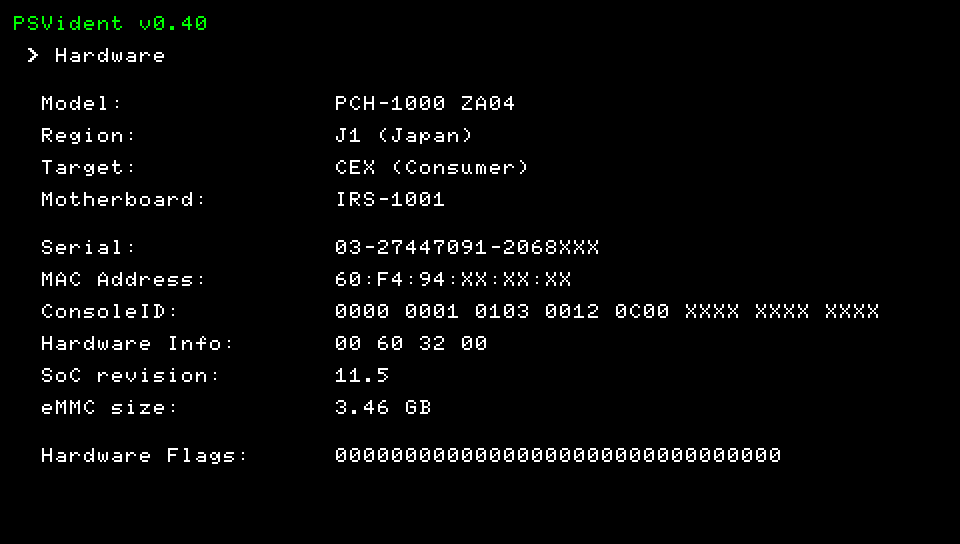 PSVident v0.40
> Hardware
Model: PCH-1000 ZA04
Region: J1 (Japan)
Target: CEX (Consumer)
Motherboard: IRS-1001
Serial: 03-27447091-2068XXX
MAC Address: 60:F4:94:XX:XX:XX
ConsoleID: 0000 0001 0103 0012 0C00 XXXX XXXX XXXX
Hardware Info: 00 60 32 00
SoC revision: 11.5
eMMC size: 3.46 GB
Hardware Flags: 00000000000000000000000000000000